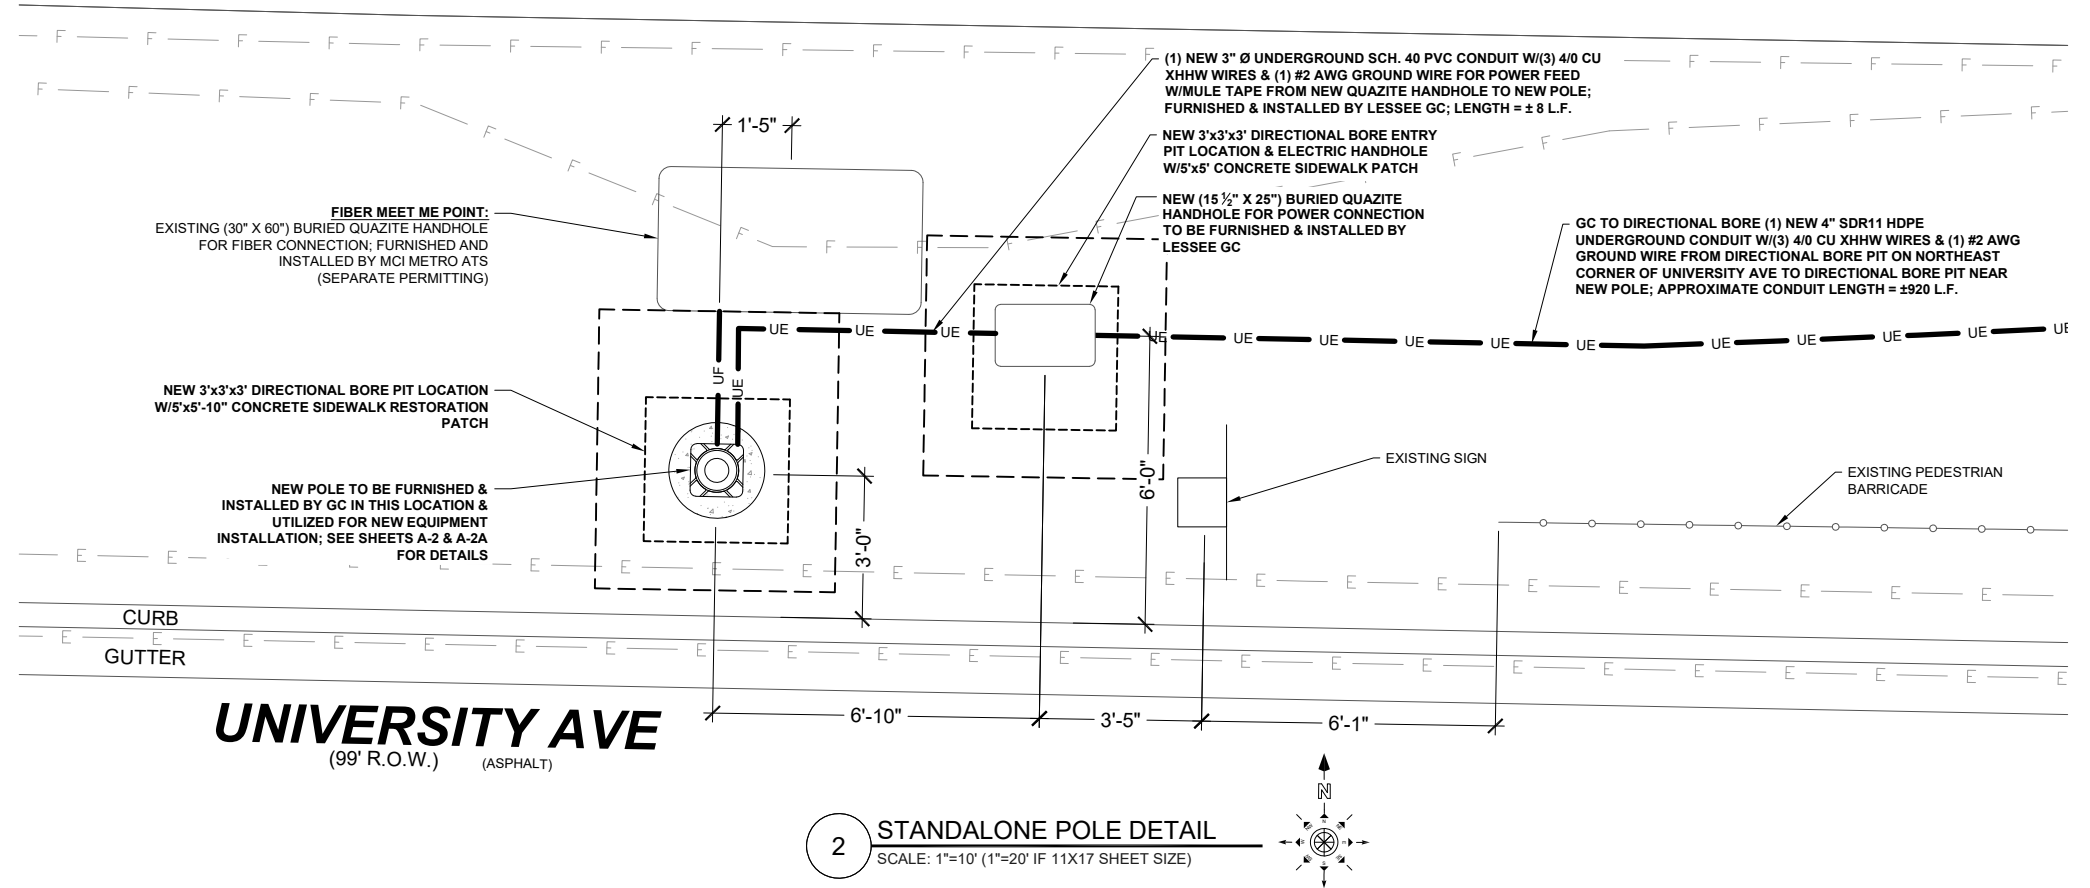 F F F F F F F F F F F F F F F F F F
(1) NEW 3" Ø UNDERGROUND SCH. 40 PVC CONDUIT W/(3) 4/0 CU
XHHW WIRES & (1) #2 AWG GROUND WIRE FOR POWER FEED
W/MULE TAPE FROM NEW QUAZITE HANDHOLE TO NEW POLE;
FURNISHED & INSTALLED BY LESSEE GC; LENGTH = ± 8 L.F.
F F F F F F F F F F F F F F F F F
1'-5"
NEW 3'x3'x3' DIRECTIONAL BORE ENTRY
PIT LOCATION & ELECTRIC HANDHOLE
W/5'x5' CONCRETE SIDEWALK PATCH
NEW (15 ½" X 25") BURIED QUAZITE
HANDHOLE FOR POWER CONNECTION
TO BE FURNISHED & INSTALLED BY
LESSEE GC
FIBER MEET ME POINT:
EXISTING (30" X 60") BURIED QUAZITE HANDHOLE
FOR FIBER CONNECTION; FURNISHED AND
INSTALLED BY MCI METRO ATS
(SEPARATE PERMITTING)
GC TO DIRECTIONAL BORE (1) NEW 4" SDR11 HDPE
UNDERGROUND CONDUIT W/(3) 4/0 CU XHHW WIRES & (1) #2 AWG
GROUND WIRE FROM DIRECTIONAL BORE PIT ON NORTHEAST
CORNER OF UNIVERSITY AVE TO DIRECTIONAL BORE PIT NEAR
NEW POLE; APPROXIMATE CONDUIT LENGTH = ±920 L.F.
UE UE UE UE UE UE UE UE UE UE UE UE UE UE
UF
UE
NEW 3'x3'x3' DIRECTIONAL BORE PIT LOCATION
W/5'x5'-10" CONCRETE SIDEWALK RESTORATION
PATCH
NEW POLE TO BE FURNISHED &
INSTALLED BY GC IN THIS LOCATION &
UTILIZED FOR NEW EQUIPMENT
INSTALLATION; SEE SHEETS A-2 & A-2A
FOR DETAILS
3'-0"
6'-0"
EXISTING SIGN
EXISTING PEDESTRIAN
BARRICADE
E E E E E E E E E E E E E E E E E E E E
CURB
E E E E E E E E E E E E E E E E E E E E E E E
GUTTER
UNIVERSITY AVE
(99' R.O.W.) (ASPHALT)
6'-10"
3'-5"
6'-1"
N
2
STANDALONE POLE DETAIL
SCALE: 1"=10' (1"=20' IF 11X17 SHEET SIZE)